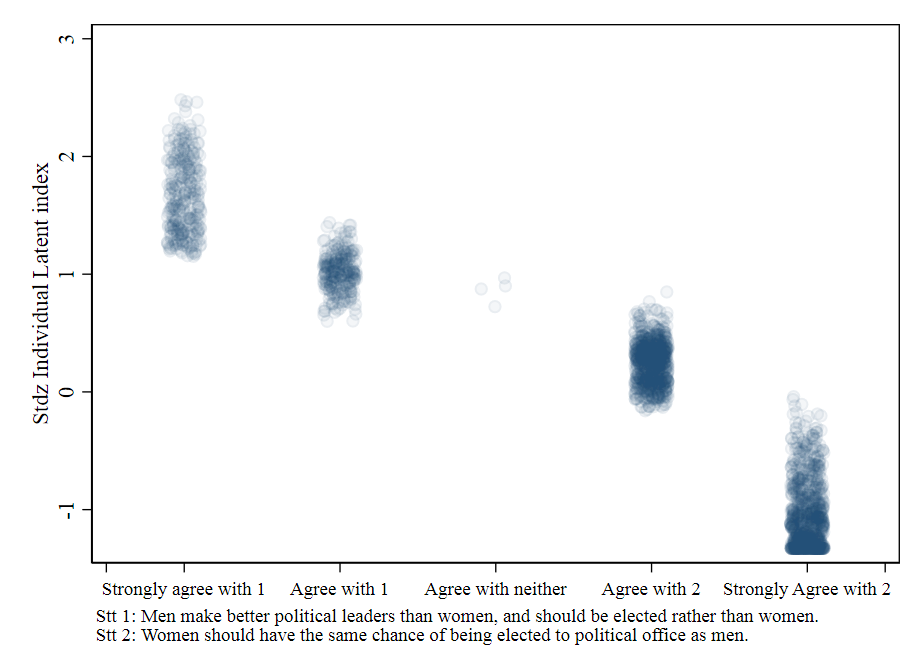 Stdz Individual Latent index
3
2
1
0
-1
Strongly agree with 1 Agree with 1 Agree with neither Agree with 2 Strongly Agree with 2
Stt 1: Men make better political leaders than women, and should be elected rather than women.
Stt 2: Women should have the same chance of being elected to political office as men.